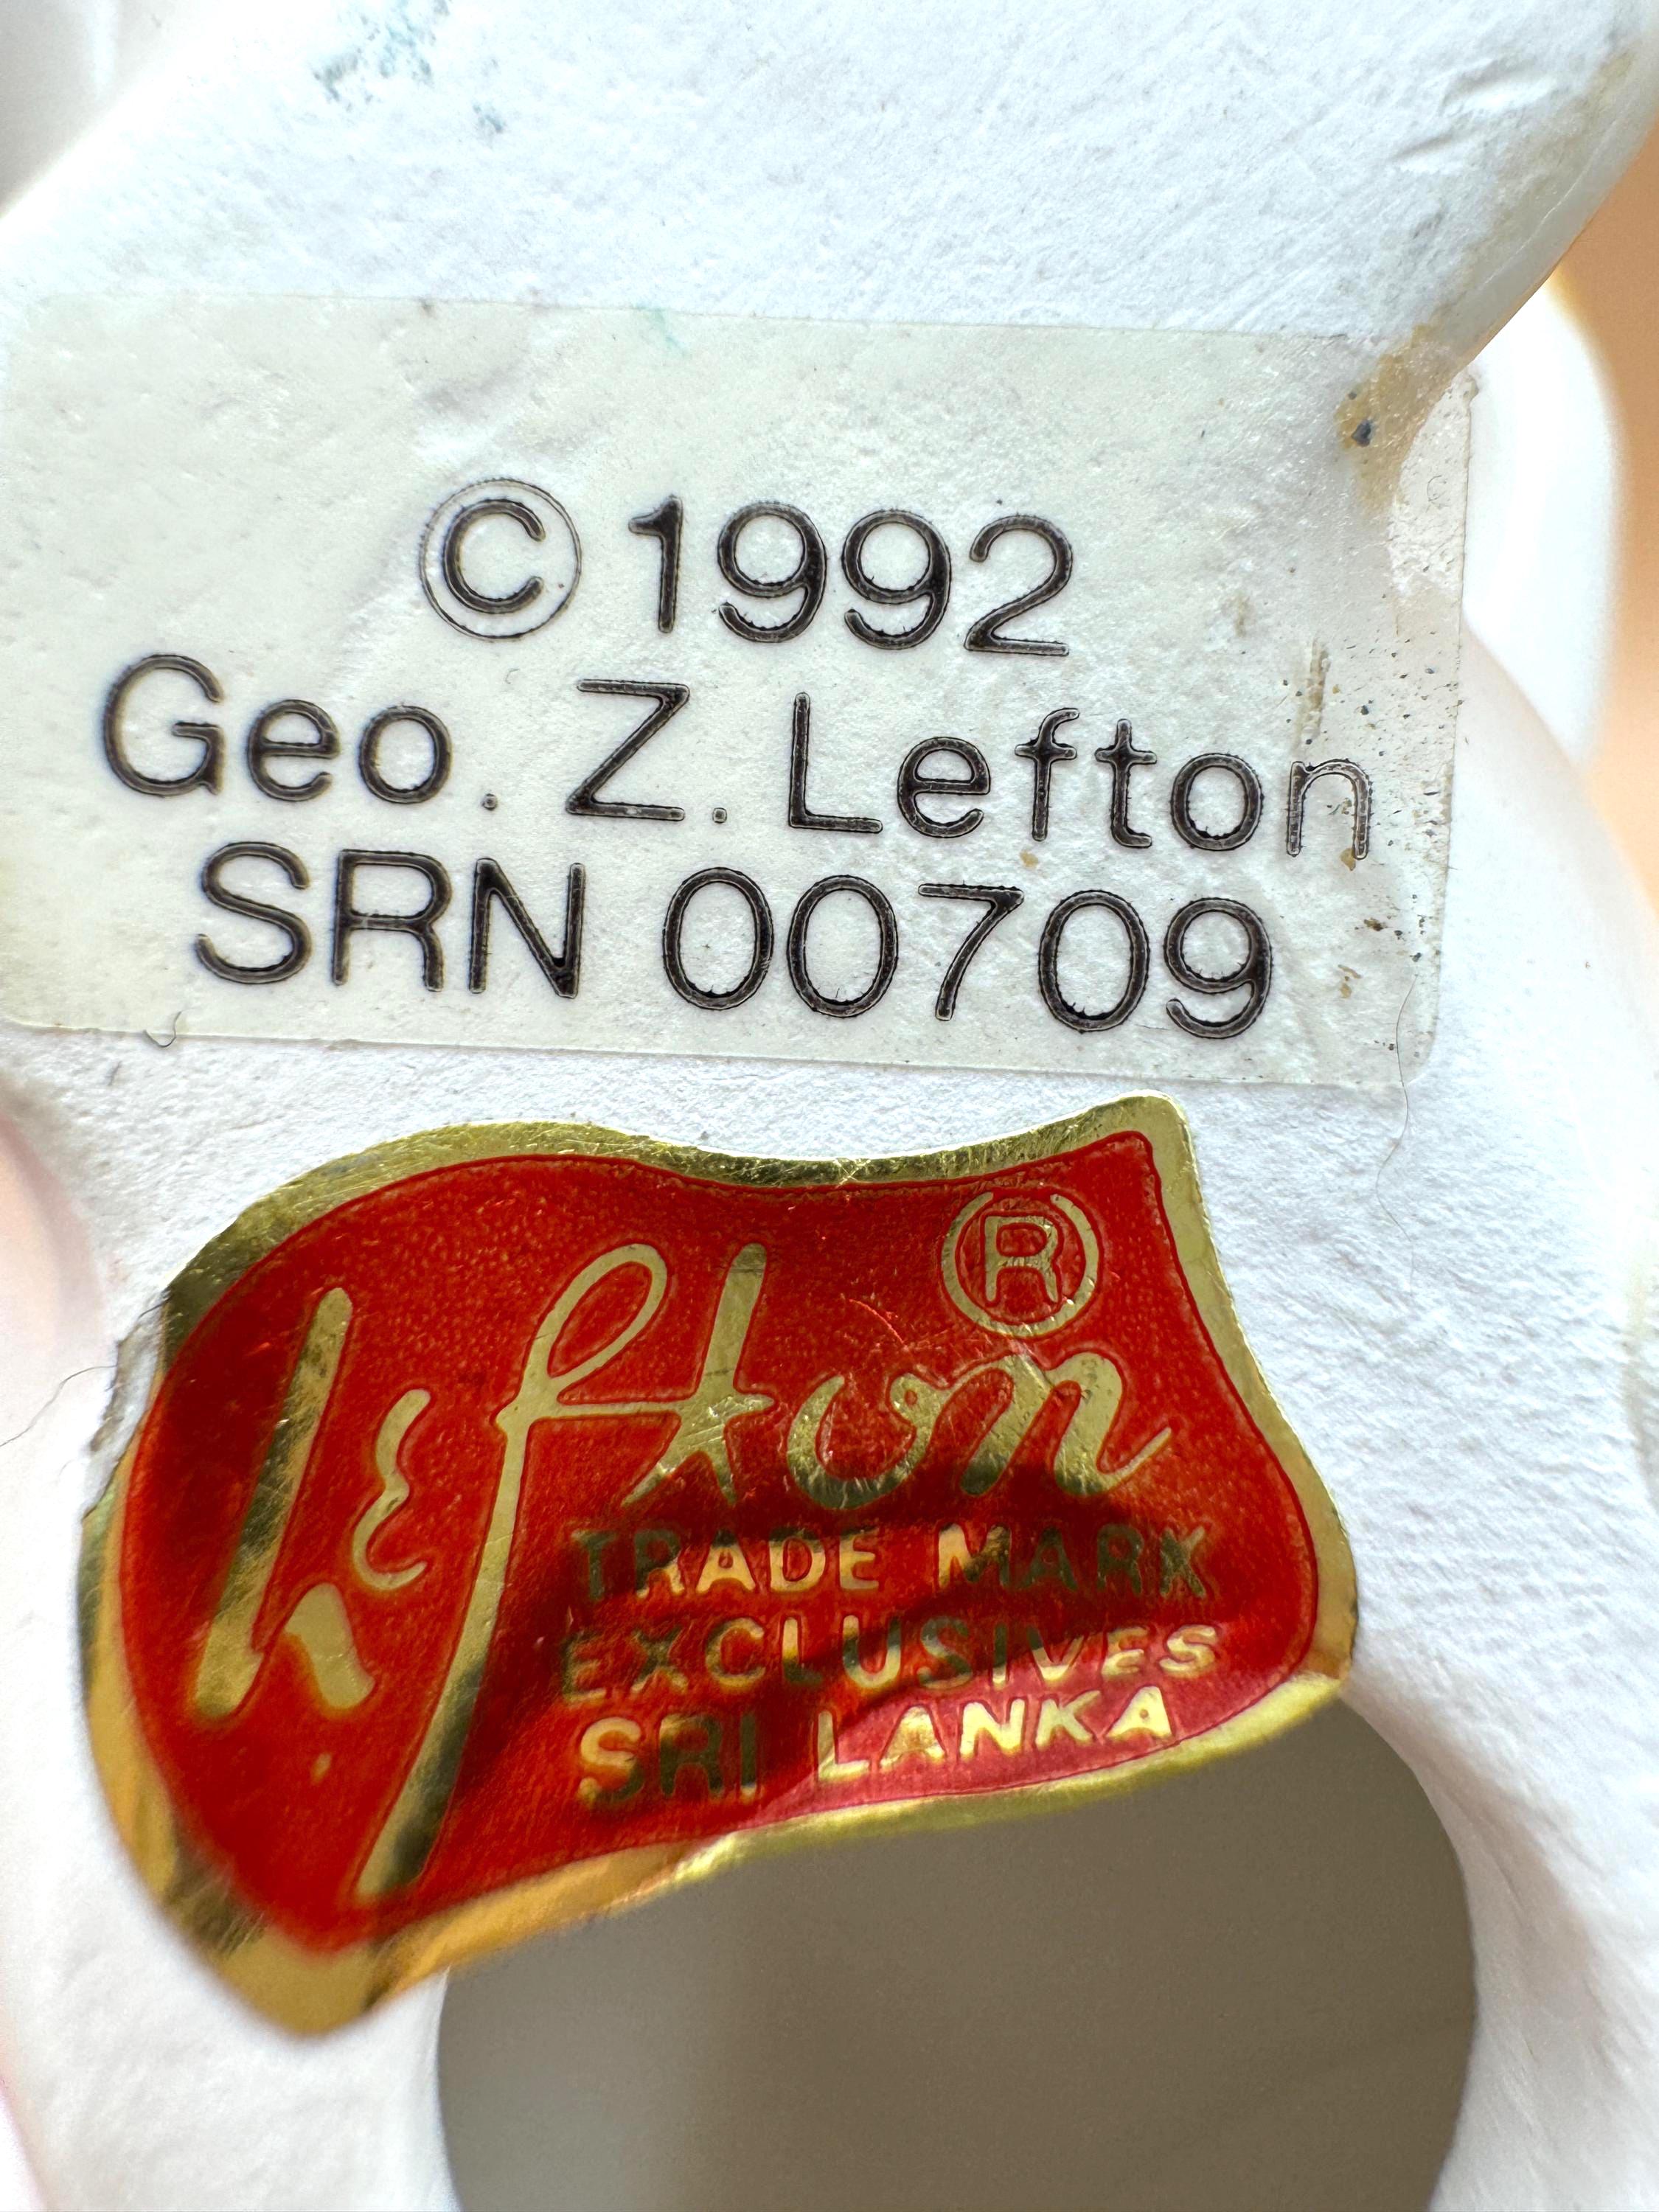 © 1992
Geo. Z. Lefton
SRN 00709
Lefton ®
TRADE MARK
EXCLUSIVES
SRI LANKA